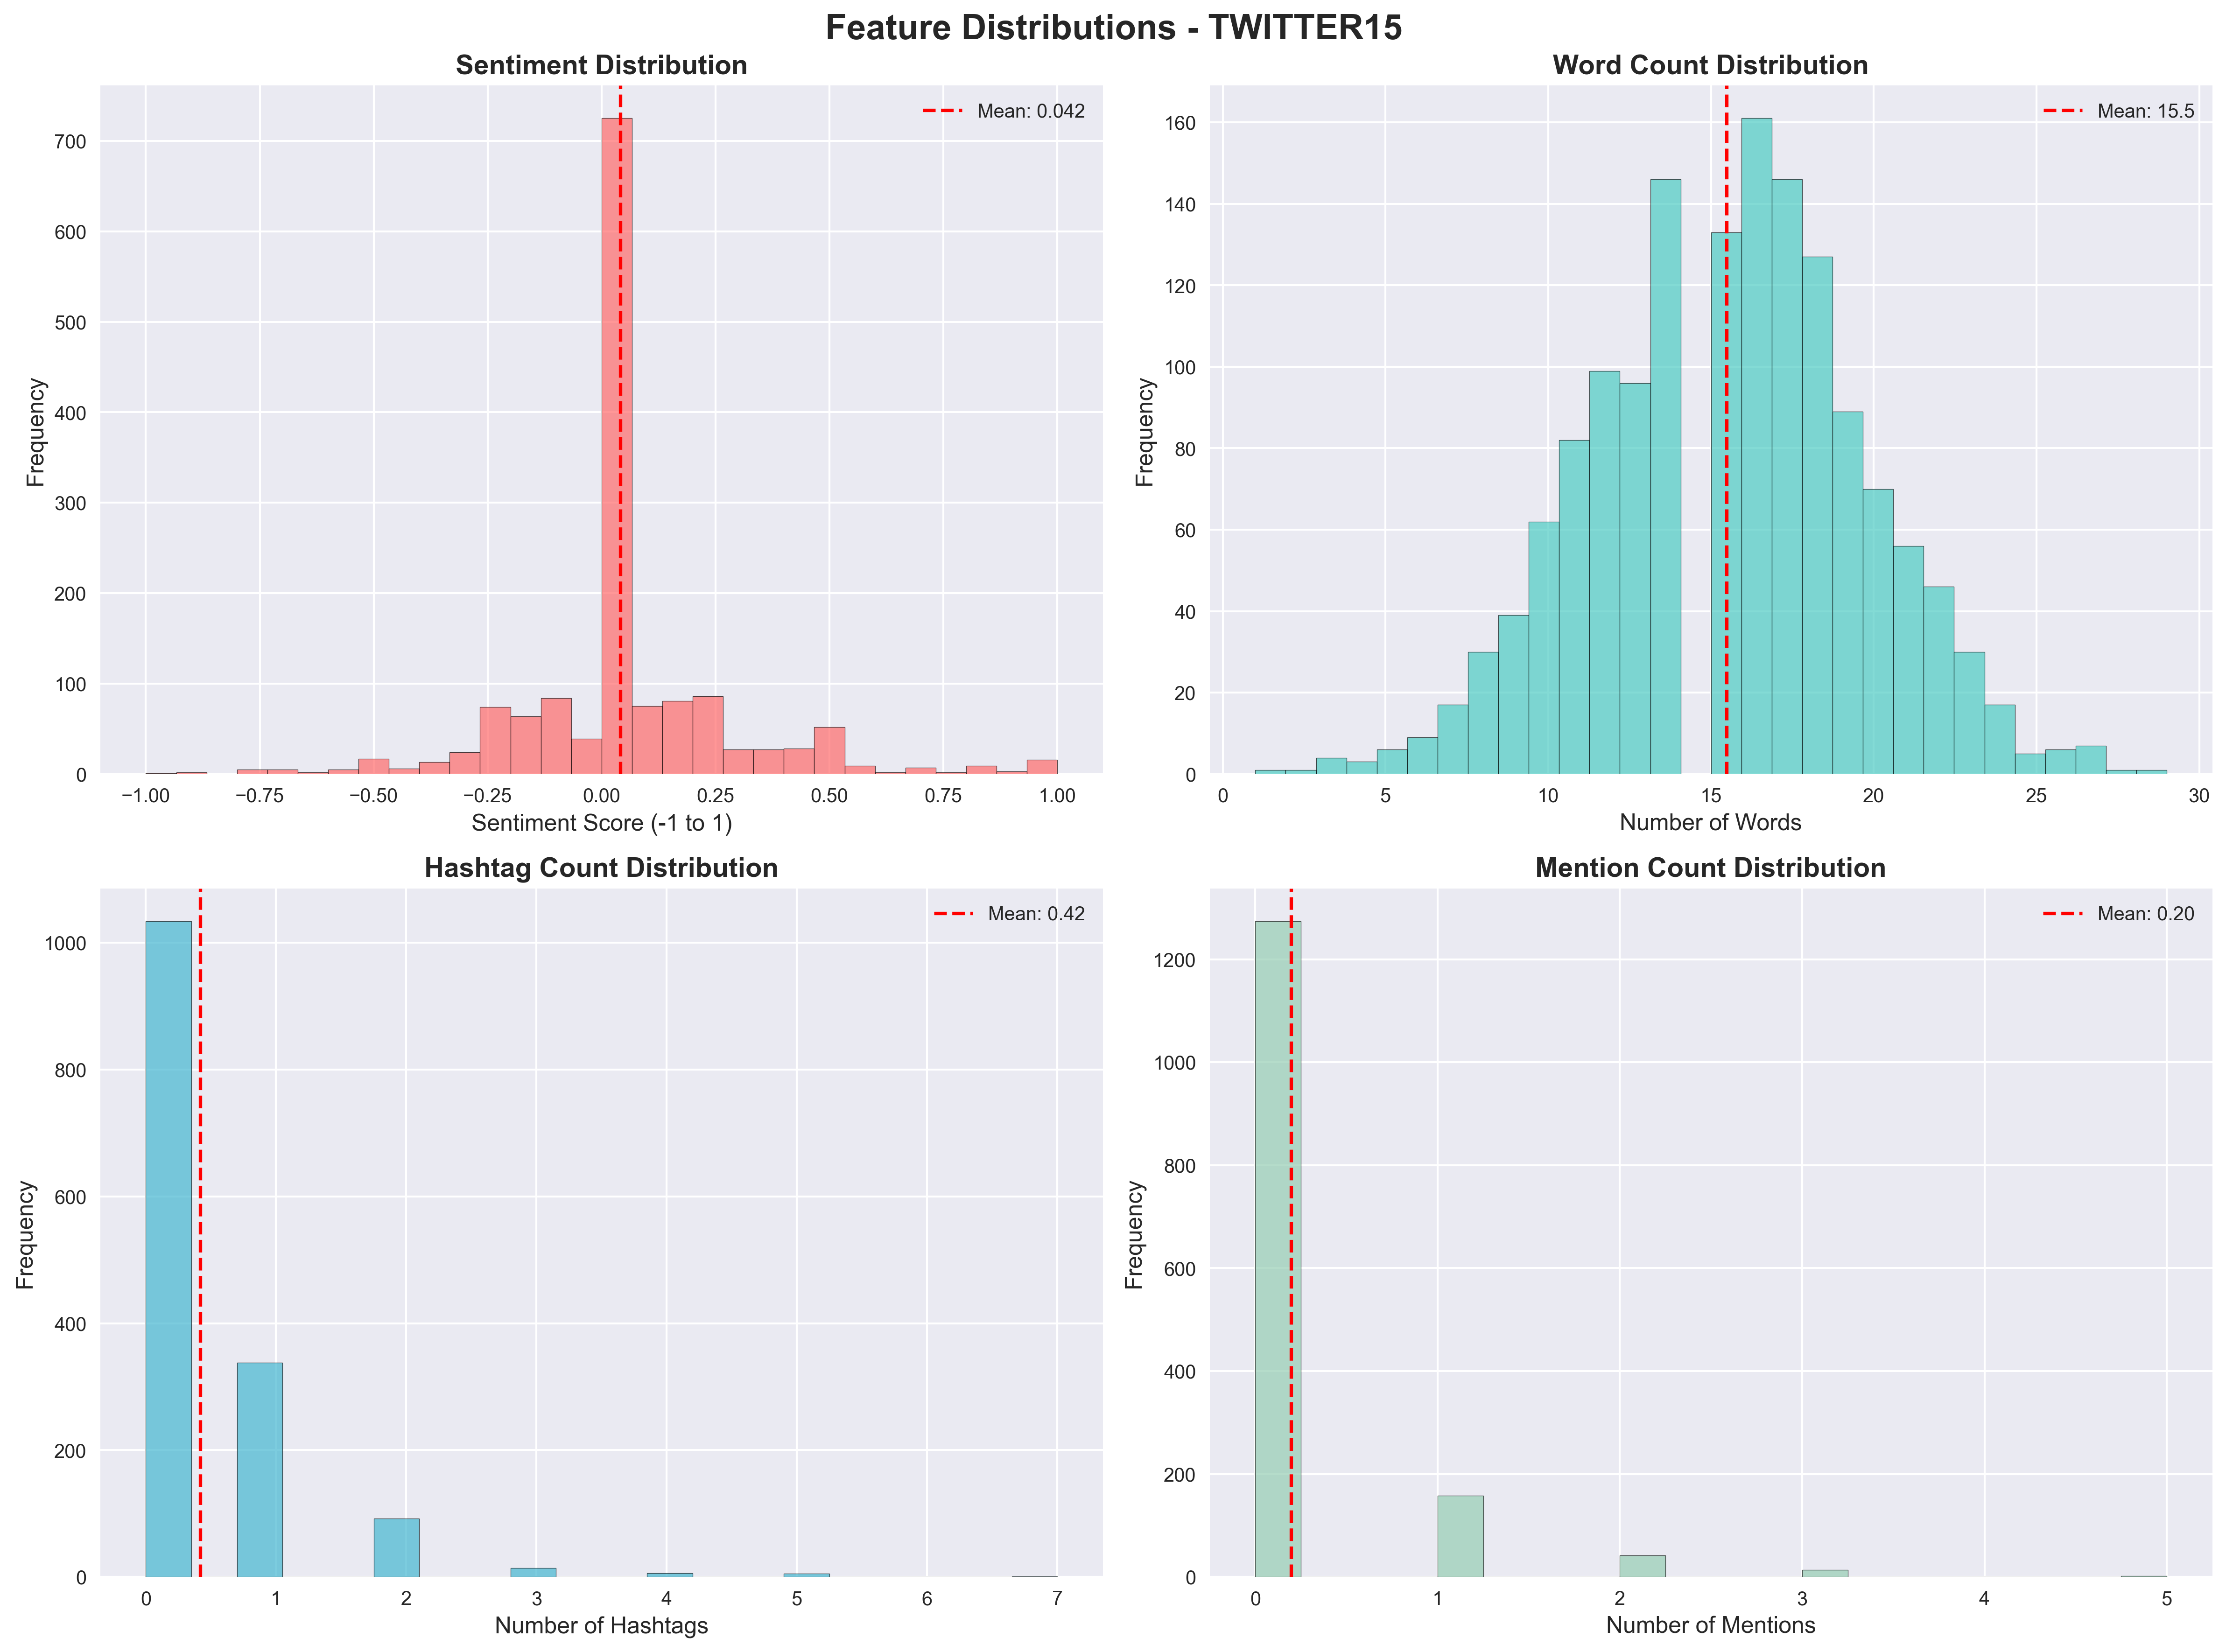 Feature Distributions - TWITTER15
Sentiment Distribution
Mean: 0.042
Frequency
700
600
500
400
300
200
100
0
−1.00 −0.75 −0.50 −0.25 0.00 0.25 0.50 0.75 1.00
Sentiment Score (-1 to 1)
Word Count Distribution
Mean: 15.5
Frequency
160
140
120
100
80
60
40
20
0
0 5 10 15 20 25 30
Number of Words
Hashtag Count Distribution
Mean: 0.42
Frequency
1000
800
600
400
200
0
0 1 2 3 4 5 6 7
Number of Hashtags
Mention Count Distribution
Mean: 0.20
Frequency
1200
1000
800
600
400
200
0
0 1 2 3 4 5
Number of Mentions